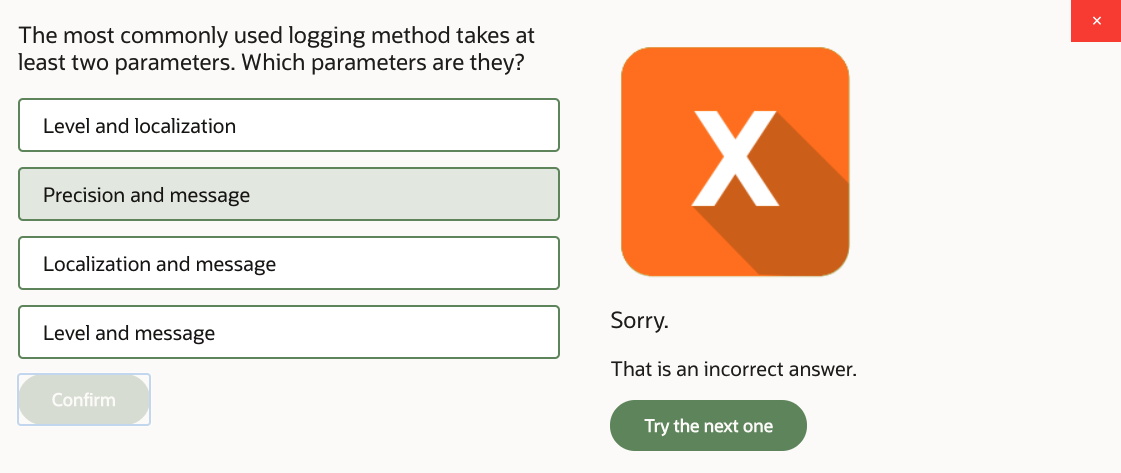 The most commonly used logging method takes at
least two parameters. Which parameters are they?
Level and localization
Precision and message
Localization and message
Level and message
Confirm
×
X
Sorry.
That is an incorrect answer.
Try the next one